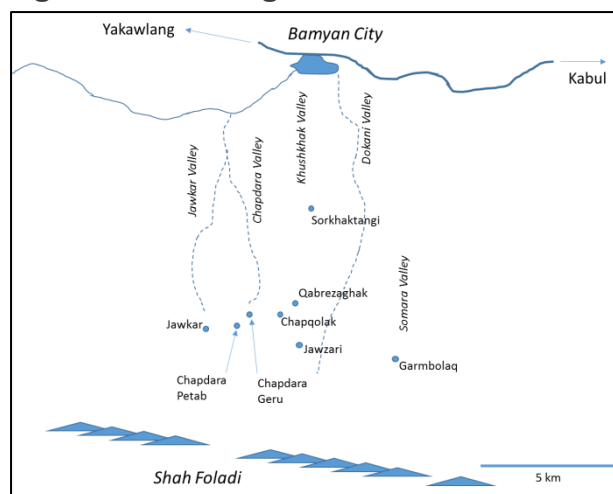 Yakawlang
Bamyan City
Kabul
Jawkar Valley
Chapdara Valley
Khushkhak Valley
Dokani Valley
Sorkhaktangi
Somara Valley
Qabrezaghak
Jawkar
Chapqolak
Jawzari
Garmbolaq
Chapdara
Petab
Chapdara
Geru
Shah Foladi
5 km